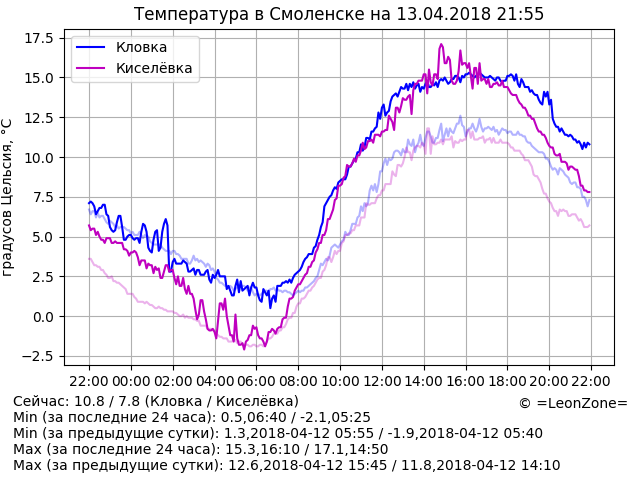 Температура в Смоленске на 13.04.2018 21:55
Кловка
Киселёвка
градусов Цельсия, °C
17.5
15.0
12.5
10.0
7.5
5.0
2.5
0.0
−2.5
22:00 00:00 02:00 04:00 06:00 08:00 10:00 12:00 14:00 16:00 18:00 20:00 22:00
Сейчас: 10.8 / 7.8 (Кловка / Киселёвка)
© =LeonZone=
Min (за последние 24 часа): 0.5,06:40 / -2.1,05:25
Min (за предыдущие сутки): 1.3,2018-04-12 05:55 / -1.9,2018-04-12 05:40
Max (за последние 24 часа): 15.3,16:10 / 17.1,14:50
Max (за предыдущие сутки): 12.6,2018-04-12 15:45 / 11.8,2018-04-12 14:10